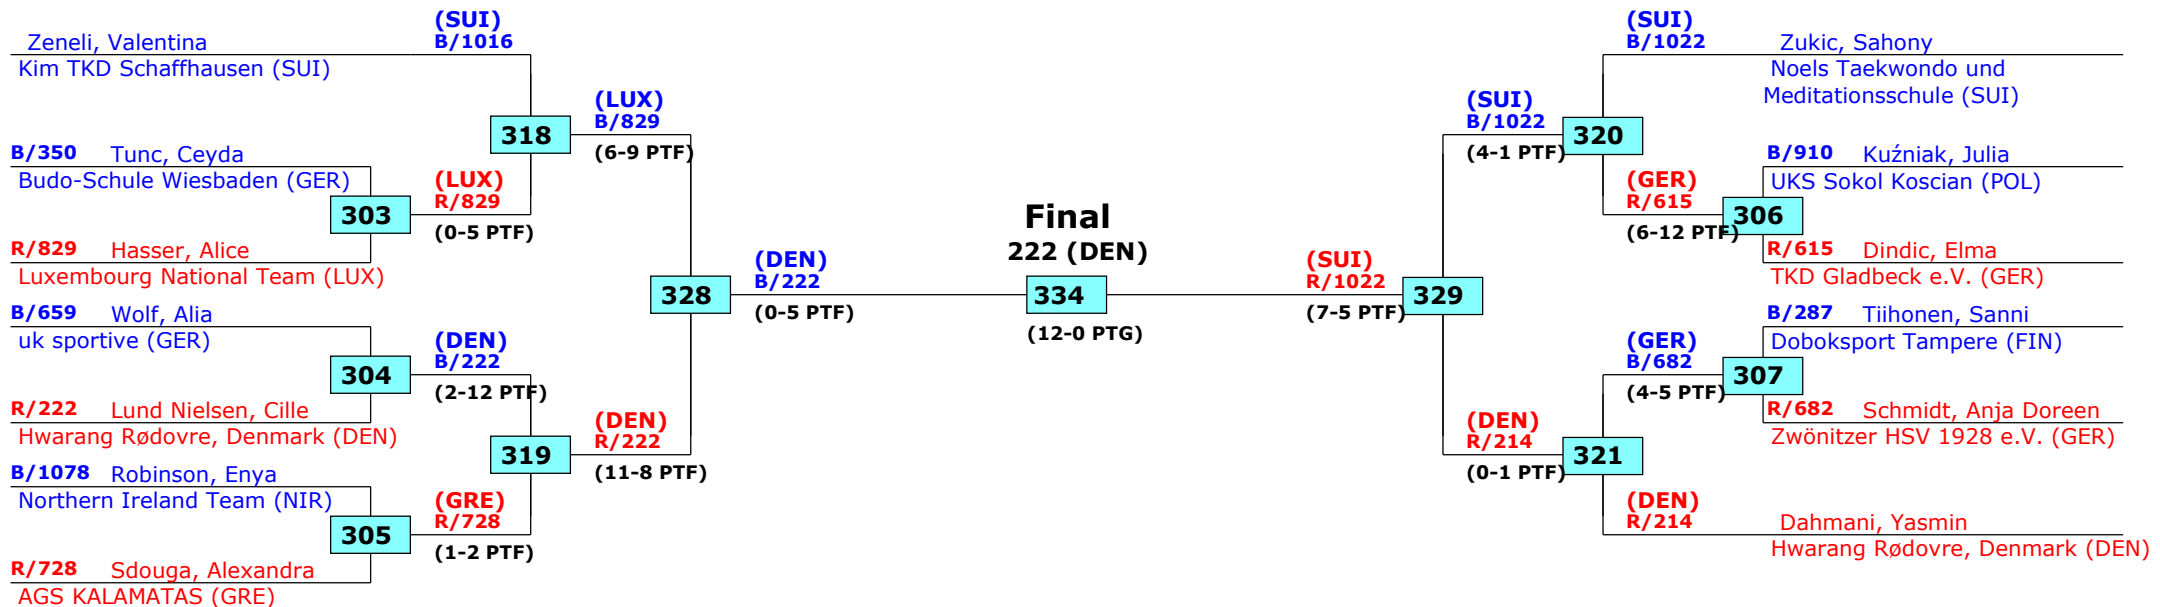 (SUI)
B/1016
Zeneli, Valentina
Kim TKD Schaffhausen (SUI)
(LUX)
B/829
318
(6-9 PTF)
B/350 Tunc, Ceyda
Budo-Schule Wiesbaden (GER)
(LUX)
R/829
303
(0-5 PTF)
R/829 Hasser, Alice
Luxembourg National Team (LUX)
(DEN)
B/222
328
(0-5 PTF)
B/659 Wolf, Alia
uk sportive (GER)
(DEN)
B/222
304
(2-12 PTF)
R/222 Lund Nielsen, Cille
Hwarang Rødovre, Denmark (DEN)
(DEN)
R/222
319
(11-8 PTF)
B/1078 Robinson, Enya
Northern Ireland Team (NIR)
(GRE)
R/728
305
(1-2 PTF)
R/728 Sdouga, Alexandra
AGS KALAMATAS (GRE)
Final
222 (DEN)
334
(12-0 PTG)
(SUI)
B/1022
Zukic, Sahony
Noels Taekwondo und
Meditationsschule (SUI)
(SUI)
B/1022
320
(4-1 PTF)
B/910 Kuźniak, Julia
UKS Sokol Koscian (POL)
(GER)
R/615
306
(6-12 PTF)
R/615 Dindic, Elma
TKD Gladbeck e.V. (GER)
(SUI)
R/1022
329
(7-5 PTF)
B/287 Tiihonen, Sanni
Doboksport Tampere (FIN)
(GER)
B/682
307
(4-5 PTF)
R/682 Schmidt, Anja Doreen
Zwönitzer HSV 1928 e.V. (GER)
(DEN)
R/214
321
(0-1 PTF)
(DEN)
R/214
Dahmani, Yasmin
Hwarang Rødovre, Denmark (DEN)